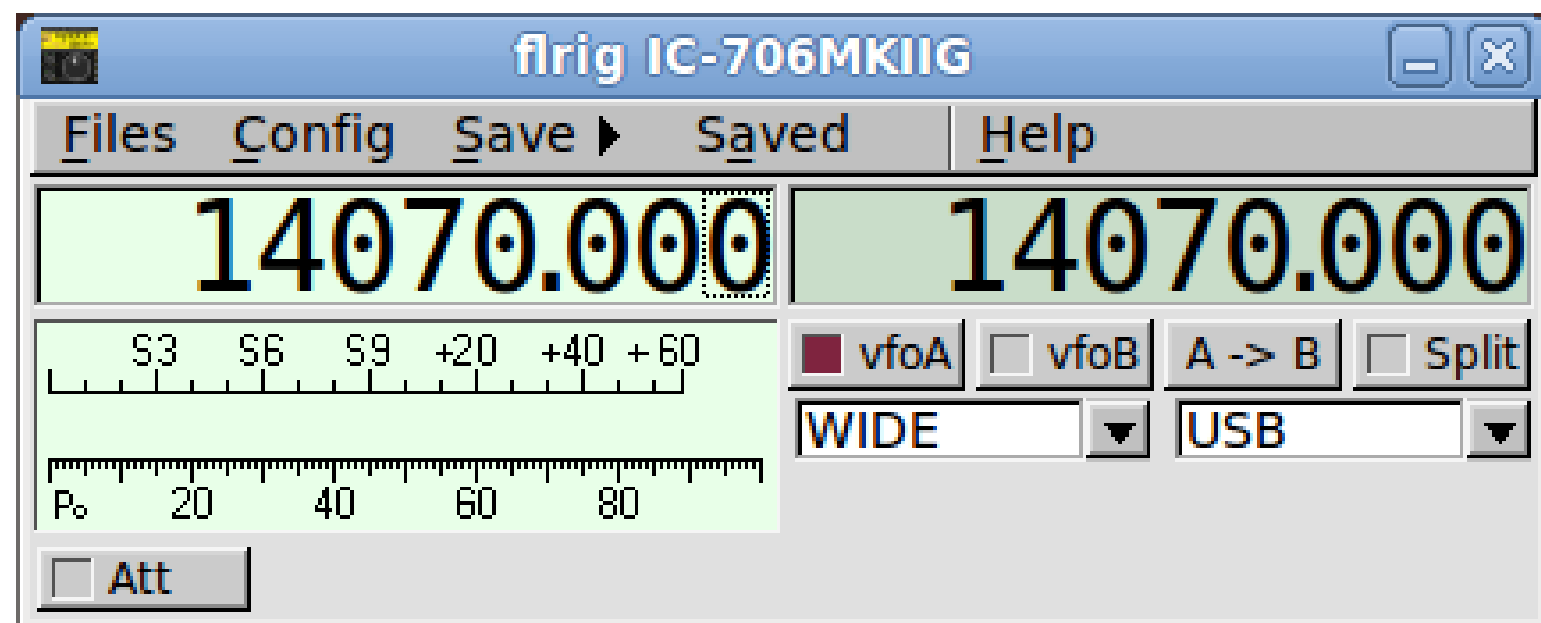 flrig IC-706MKIIG
Files Config Save Saved Help
14070.000 14070.000
S3 S6 S9 +20 +40 +60
vfoA vfoB A -> B Split
WIDE USB
Po 20 40 60 80
Att